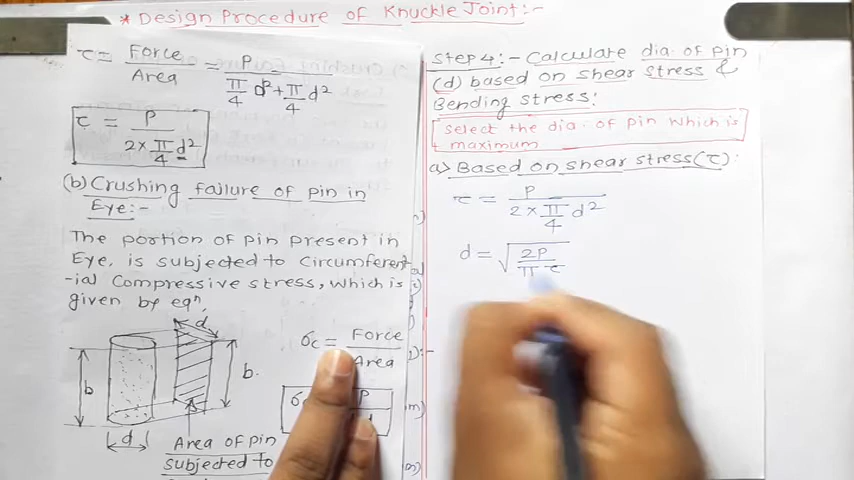 * Design Procedure of Knuckle Joint:-
τ = Force / Area = P / (π/4 d² + π/4 d²)
τ = P / (2 × π/4 d²)
(b) Crushing failure of pin in
Eye:-
The portion of pin present in
Eye, is subjected to Circumferent
-ial Compressive stress, which is
given by eqⁿ,
σc = Force / Area
d
b
b.
d
Area of pin
subjected to
Step 4:- Calculate dia. of pin
(d) based on shear stress &
Bending stress:
Select the dia. of pin which is
maximum
a) Based on shear stress (τ):
τ = P / (2 × π/4 d²)
d = √(2P / πτ)